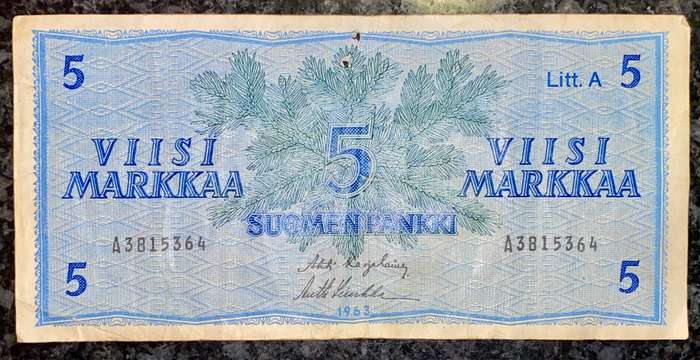 5
Litt. A 5
5
VIISI
MARKKAA
VIISI
MARKKAA
SUOMEN PANKKI
A3815364
A3815364
5
5
1963